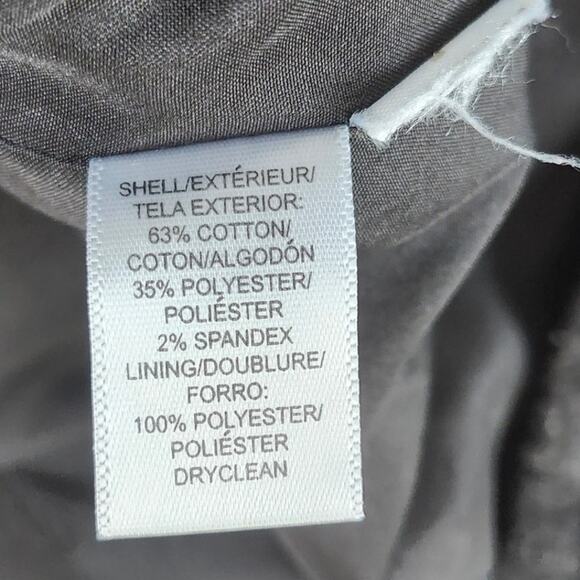 SHELL/EXTÉRIEUR/
TELA EXTERIOR:
63% COTTON/
COTON/ALGODÓN
35% POLYESTER/
POLIÉSTER
2% SPANDEX
LINING/DOUBLURE/
FORRO:
100% POLYESTER/
POLIÉSTER
DRYCLEAN